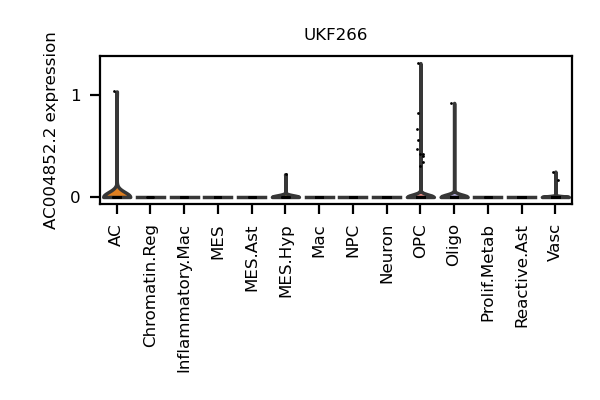 UKF266
AC004852.2 expression
1
0
AC
Chromatin.Reg
Inflammatory.Mac
MES
MES.Ast
MES.Hyp
Mac
NPC
Neuron
OPC
Oligo
Prolif.Metab
Reactive.Ast
Vasc